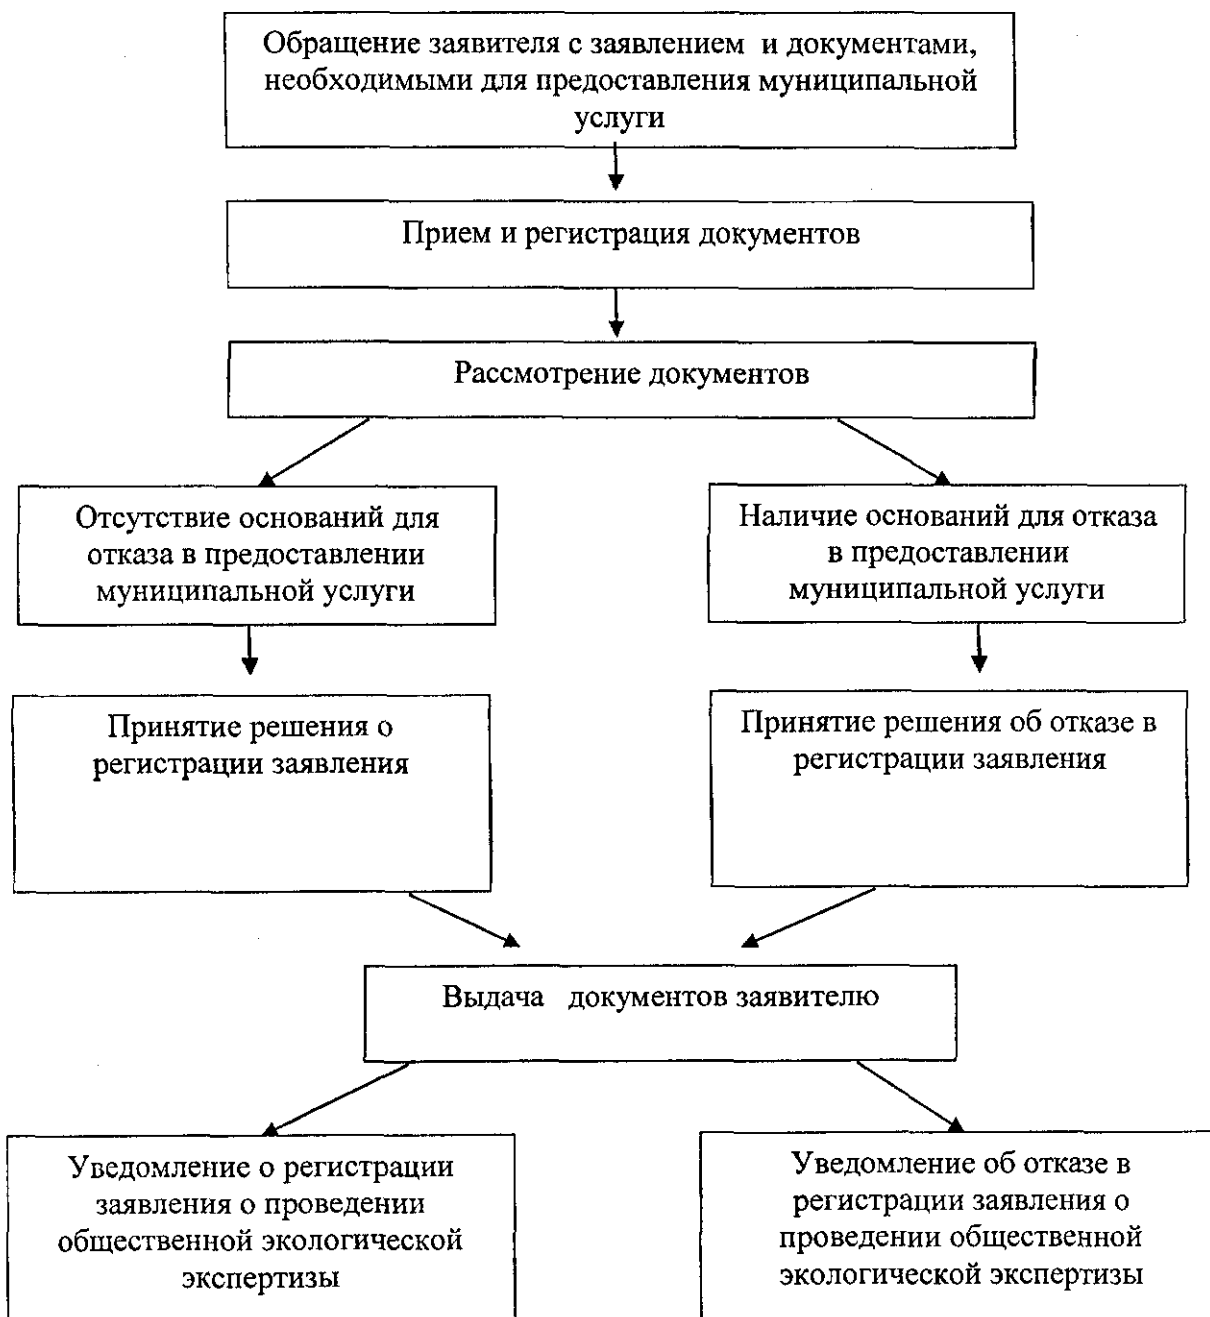 Обращение заявителя с заявлением и документами,
необходимыми для предоставления муниципальной
услуги
Прием и регистрация документов
Рассмотрение документов
Отсутствие оснований для
отказа в предоставлении
муниципальной услуги
Наличие оснований для отказа
в предоставлении
муниципальной услуги
Принятие решения о
регистрации заявления
Принятие решения об отказе в
регистрации заявления
Выдача документов заявителю
Уведомление о регистрации
заявления о проведении
общественной экологической
экспертизы
Уведомление об отказе в
регистрации заявления о
проведении общественной
экологической экспертизы